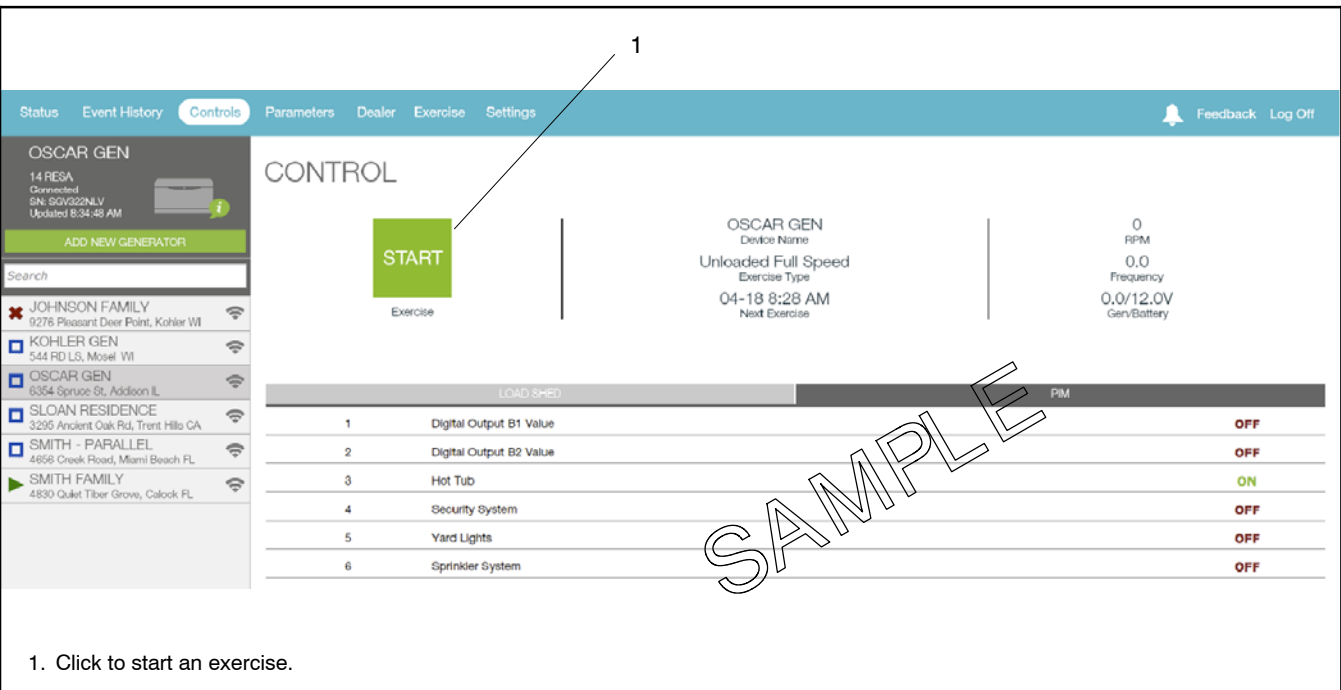 1
Status Event History Controls Parameters Dealer Exercise Settings Feedback Log Off
OSCAR GEN
14 RESA
Connected
SN: SGV322NLV
Updated 8:34:48 AM
i
ADD NEW GENERATOR
Search
JOHNSON FAMILY
9276 Pleasant Deer Point, Kohler WI
KOHLER GEN
544 RD LS, Mosel WI
OSCAR GEN
6354 Spruce St, Addison IL
SLOAN RESIDENCE
3295 Ancient Oak Rd, Trent Hills CA
SMITH - PARALLEL
4656 Creek Road, Miami Beach FL
SMITH FAMILY
4830 Quiet Tiber Grove, Calock FL
CONTROL
START
Exercise
OSCAR GEN
Device Name
Unloaded Full Speed
Exercise Type
04-18 8:28 AM
Next Exercise
0
RPM
0.0
Frequency
0.0/12.0V
Gen/Battery
LOAD SHED PIM
1 Digital Output B1 Value OFF
2 Digital Output B2 Value OFF
3 Hot Tub ON
4 Security System OFF
5 Yard Lights OFF
6 Sprinkler System OFF
SAMPLE
1. Click to start an exercise.